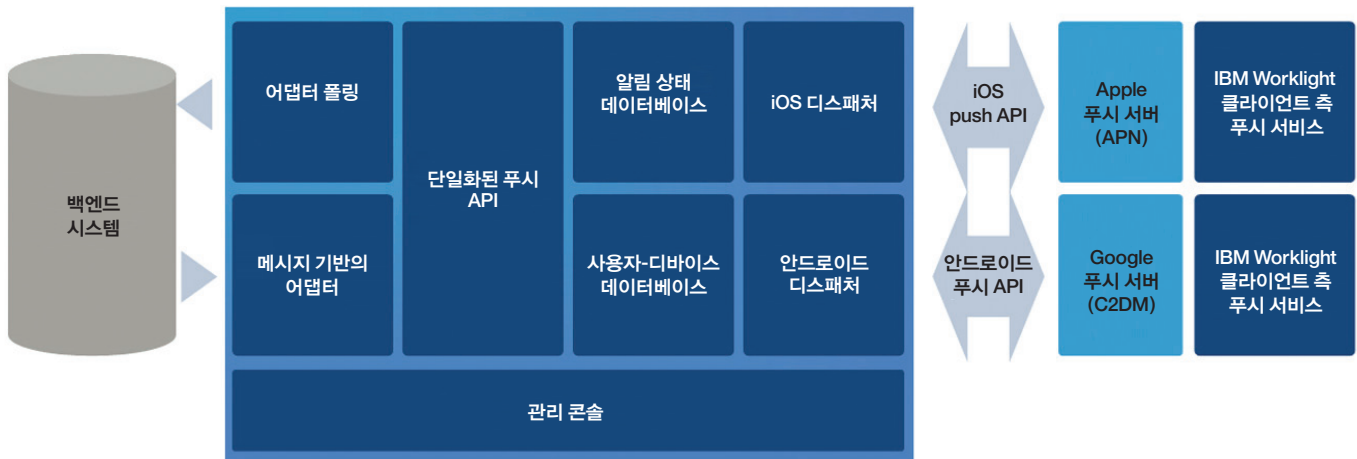 백엔드
시스템
어댑터 폴링
메시지 기반의
어댑터
단일화된 푸시
API
알림 상태
데이터베이스
사용자-디바이스
데이터베이스
iOS 디스패처
안드로이드
디스패처
관리 콘솔
iOS
push API
안드로이드
푸시 API
Apple
푸시 서버
(APN)
Google
푸시 서버
(C2DM)
IBM Worklight
클라이언트 측
푸시 서비스
IBM Worklight
클라이언트 측
푸시 서비스